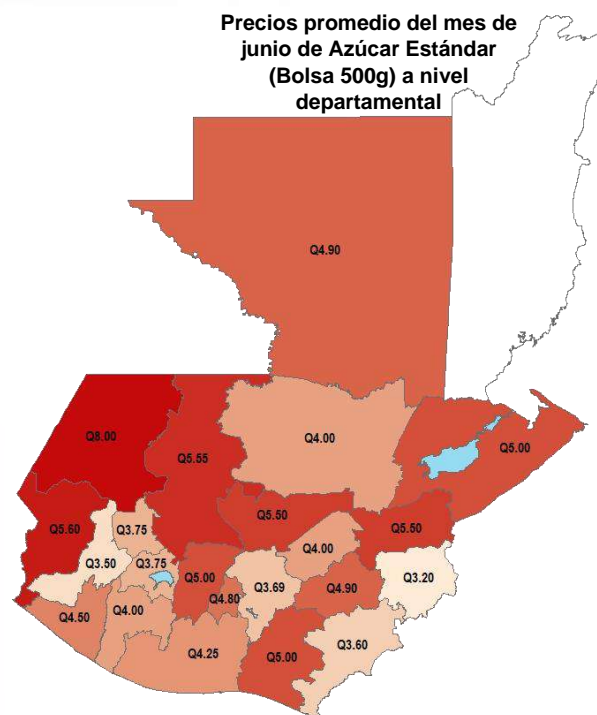 Precios promedio del mes de
junio de Azúcar Estándar
(Bolsa 500g) a nivel
departamental
Q4.90
Q8.00
Q5.55
Q4.00
Q5.00
Q5.60
Q3.75
Q5.50
Q4.00
Q5.50
Q3.50
Q3.75
Q5.00
Q4.80
Q3.69
Q4.90
Q3.20
Q4.50
Q4.00
Q4.25
Q5.00
Q3.60